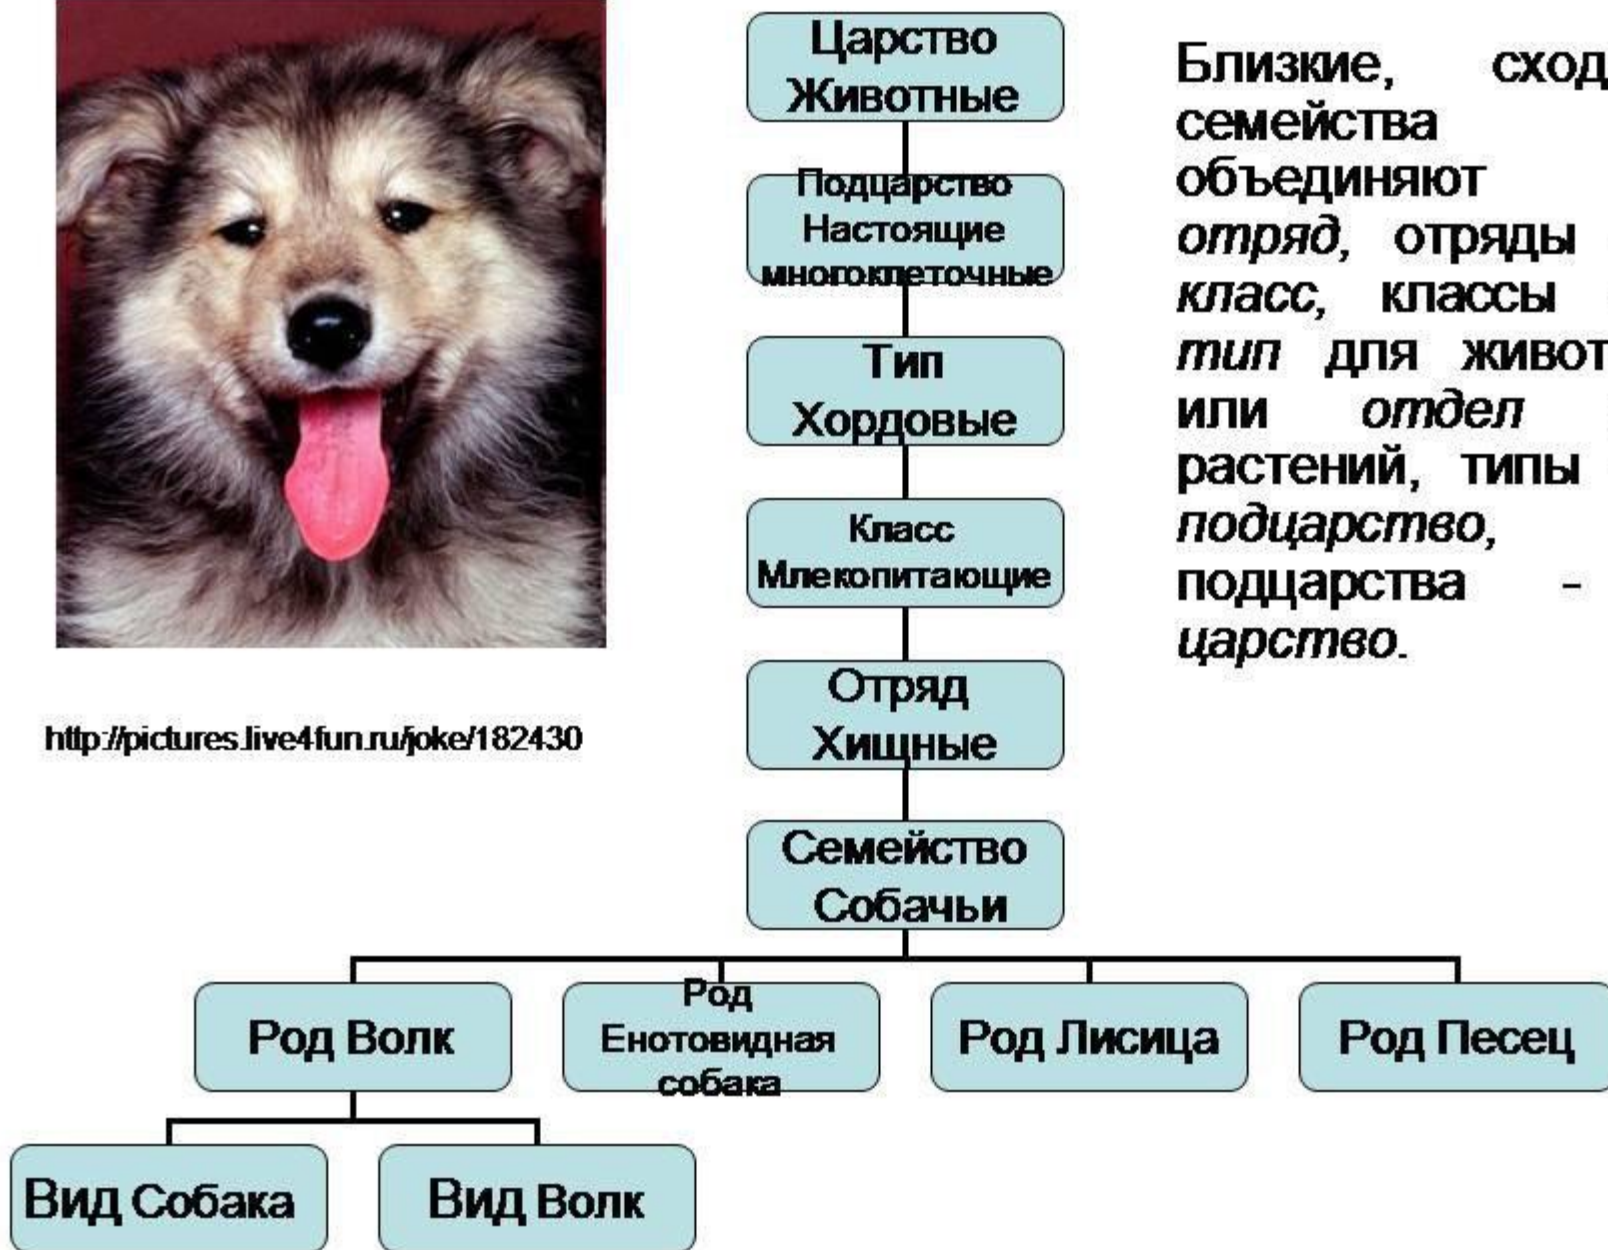 Царство
Животные
Подцарство
Настоящие
многоклеточные
Тип
Хордовые
Класс
Млекопитающие
Отряд
Хищные
Семейство
Собачьи
Род Волк
Род
Енотовидная
собака
Род Лисица
Род Песец
Вид Собака
Вид Волк
Близкие,
семейства
объединяют
отряд, отряды
класс, классы
тип для
или отдел
растений, типы
подцарство,
подцарства -
царство.
http://pictures.live4fun.ru/joke/182430